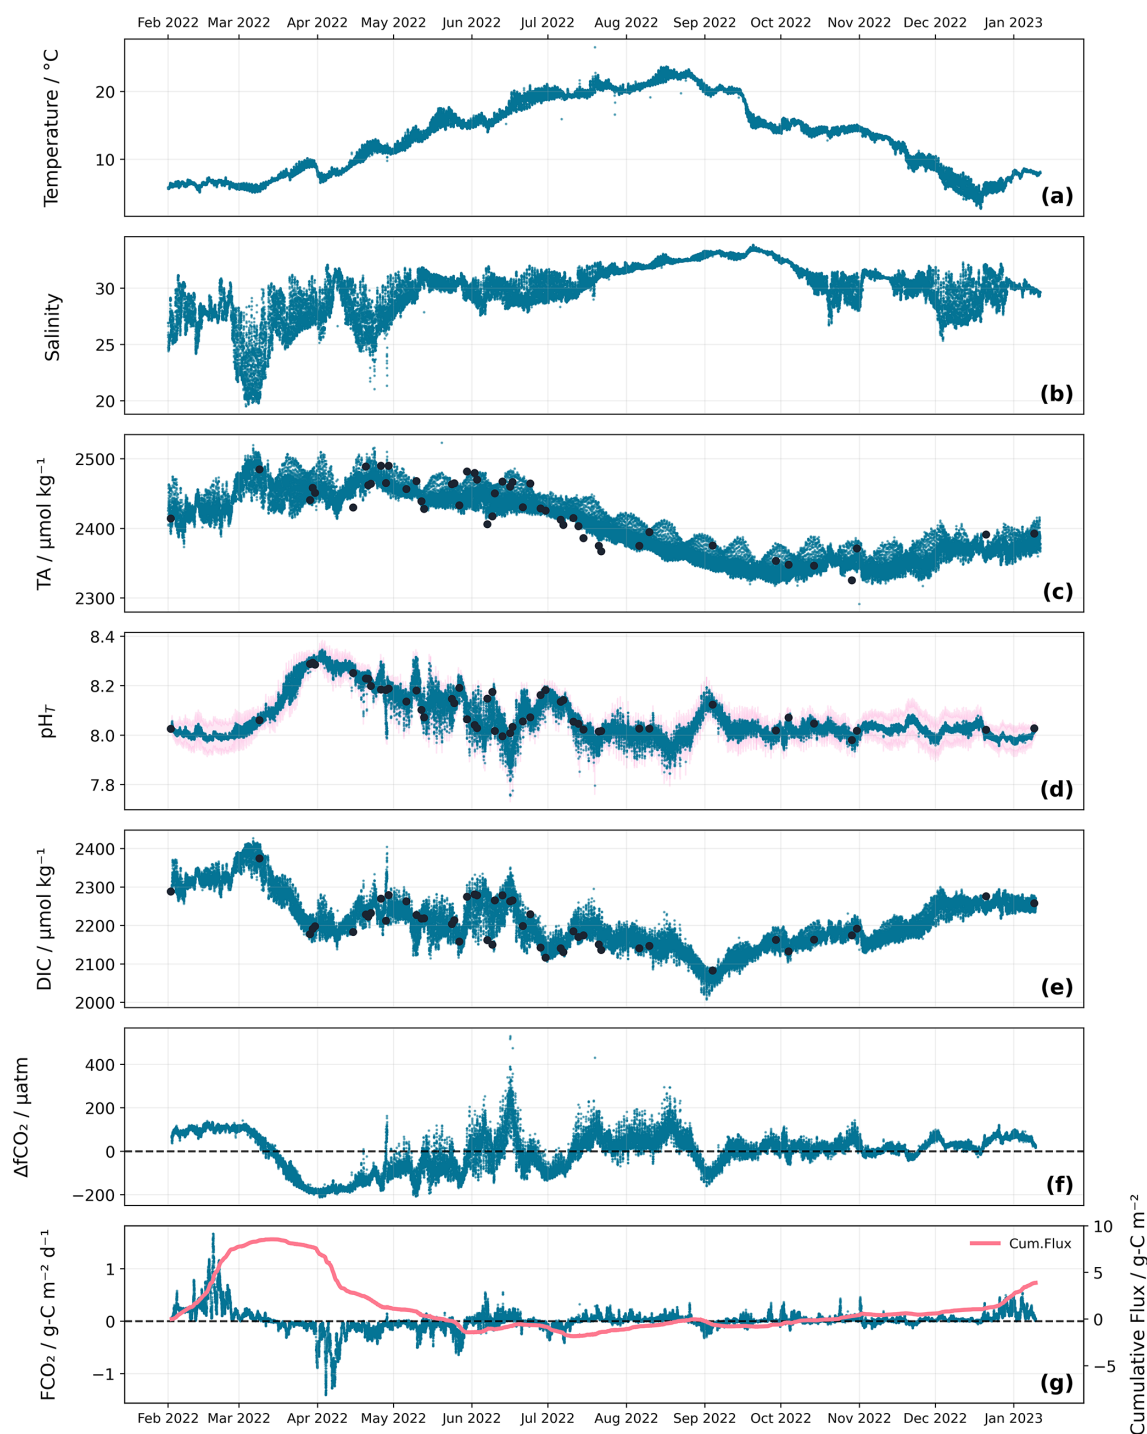 Feb 2022 Mar 2022 Apr 2022 May 2022 Jun 2022 Jul 2022 Aug 2022 Sep 2022 Oct 2022 Nov 2022 Dec 2022 Jan 2023
Temperature / °C
20
10
(a)
Salinity
30
25
20
(b)
TA / μmol kg⁻¹
2500
2400
2300
(c)
pH_T
8.4
8.2
8.0
7.8
(d)
DIC / μmol kg⁻¹
2400
2300
2200
2100
2000
(e)
ΔfCO₂ / μatm
400
200
0
−200
(f)
FCO₂ / g-C m⁻² d⁻¹
1
0
−1
Cum.Flux
10
5
0
−5
Cumulative Flux / g-C m⁻²
(g)
Feb 2022 Mar 2022 Apr 2022 May 2022 Jun 2022 Jul 2022 Aug 2022 Sep 2022 Oct 2022 Nov 2022 Dec 2022 Jan 2023